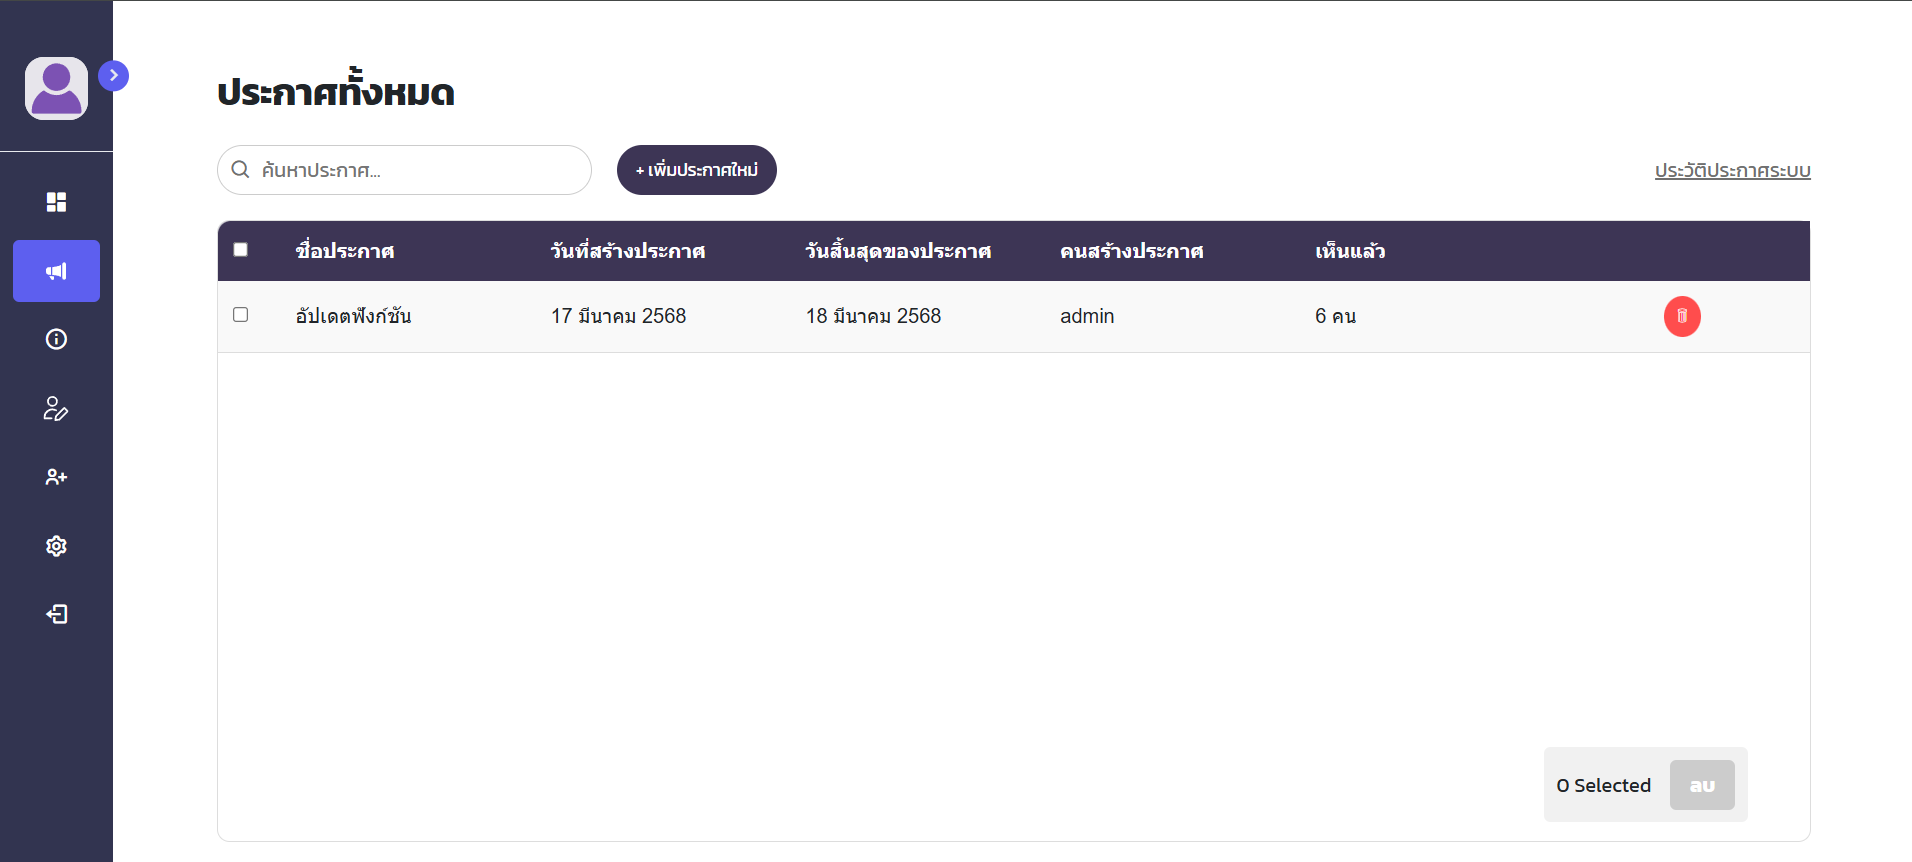 ประกาศทั้งหมด
ค้นหาประกาศ...
+ เพิ่มประกาศใหม่
ประวัติประกาศระบบ
ชื่อประกาศ วันที่สร้างประกาศ วันสิ้นสุดของประกาศ คนสร้างประกาศ เห็นแล้ว
อัปเดตฟังก์ชัน 17 มีนาคม 2568 18 มีนาคม 2568 admin 6 คน
0 Selected ลบ